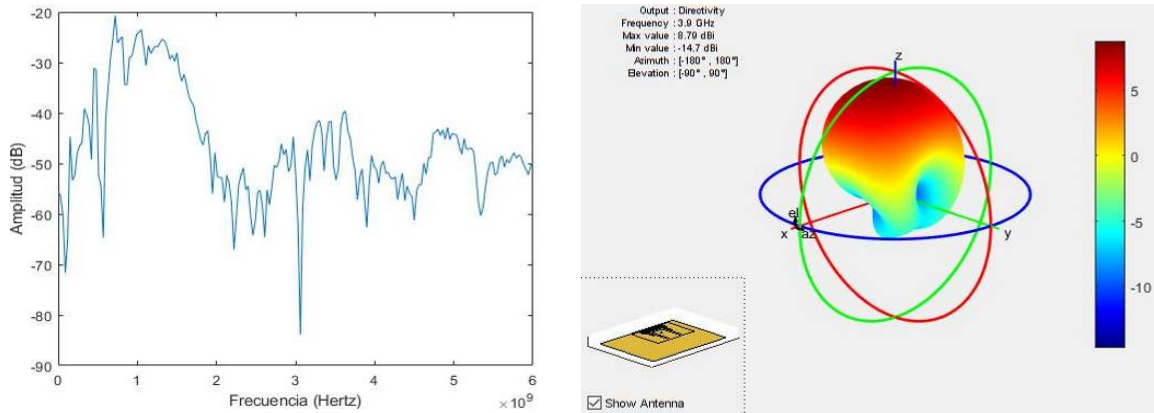 Amplitud (dB)
-20
-30
-40
-50
-60
-70
-80
-90
0
1
2
3
4
5
6
Frecuencia (Hertz)
×10⁹
Output : Directivity
Frequency : 3.9 GHz
Max value : 8.79 dBi
Min value : -14.7 dBi
Azimuth : [-180° , 180°]
Elevation : [-90° , 90°]
z
el
x
az
y
5
0
-5
-10
Show Antenna